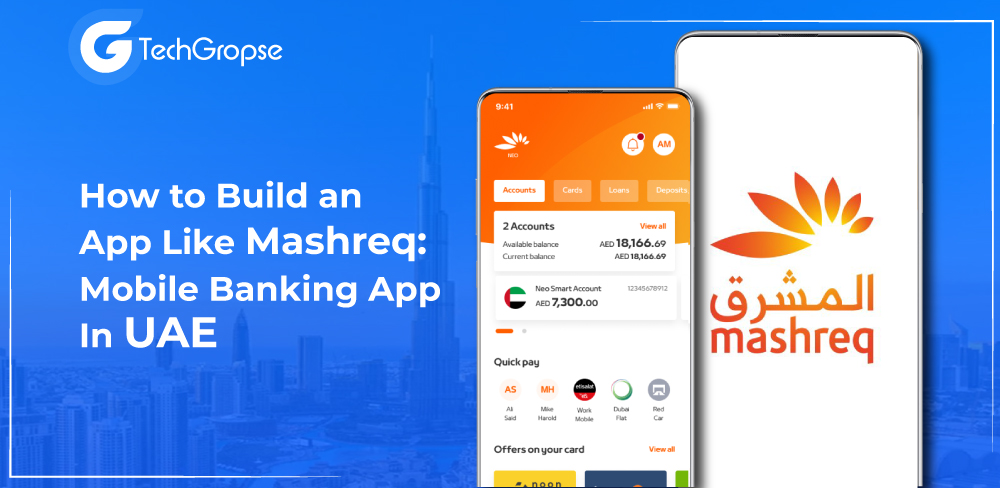 TechGropse
How to Build an
App Like Mashreq:
Mobile Banking App
In UAE
9:41
NEO
AM
Accounts
Cards
Loans
Deposits
2 Accounts
View all
Available balance
AED 18,166.69
Current balance
AED 18,166.69
Neo Smart Account
12345678912
AED 7,300.00
Quick pay
AS
MH
etisalat
Ali
Said
Mike
Harold
Work
Mobile
Dubai
Flat
Red
Car
Offers on your card
View all
noon
المشرق
mashreq